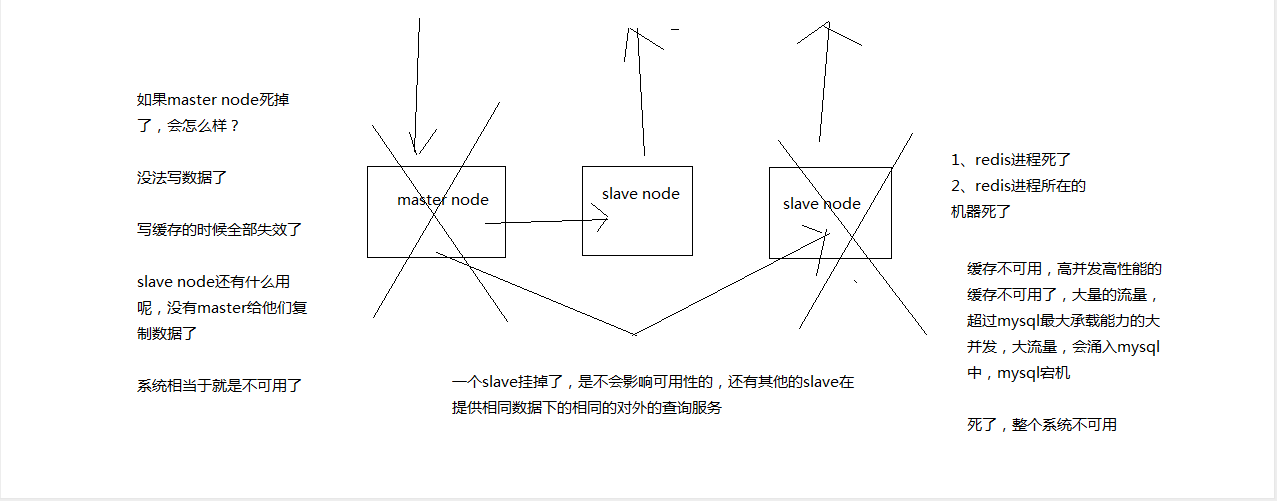 如果master node死掉
了，会怎么样？
没法写数据了
写缓存的时候全部失效了
slave node还有什么用
呢，没有master给他们复
制数据了
系统相当于就是不可用了
master node
slave node
slave node
一个slave挂掉了，是不会影响可用性的，还有其他的slave在
提供相同数据下的相同的对外的查询服务
1、redis进程死了
2、redis进程所在的
机器死了
缓存不可用，高并发高性能的
缓存不可用了，大量的流量，
超过mysql最大承载能力的大
并发，大流量，会涌入mysql
中，mysql宕机
死了，整个系统不可用